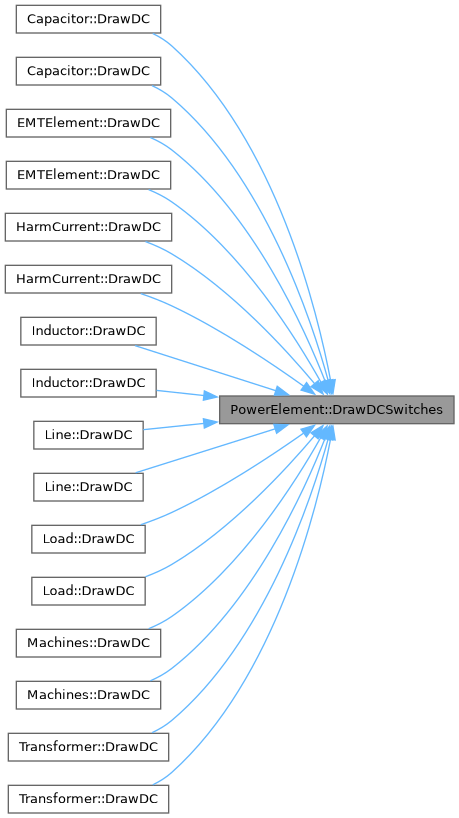 Capacitor::DrawDC
Capacitor::DrawDC
EMTElement::DrawDC
EMTElement::DrawDC
HarmCurrent::DrawDC
HarmCurrent::DrawDC
Inductor::DrawDC
Inductor::DrawDC
PowerElement::DrawDCSwitches
Line::DrawDC
Line::DrawDC
Load::DrawDC
Load::DrawDC
Machines::DrawDC
Machines::DrawDC
Transformer::DrawDC
Transformer::DrawDC